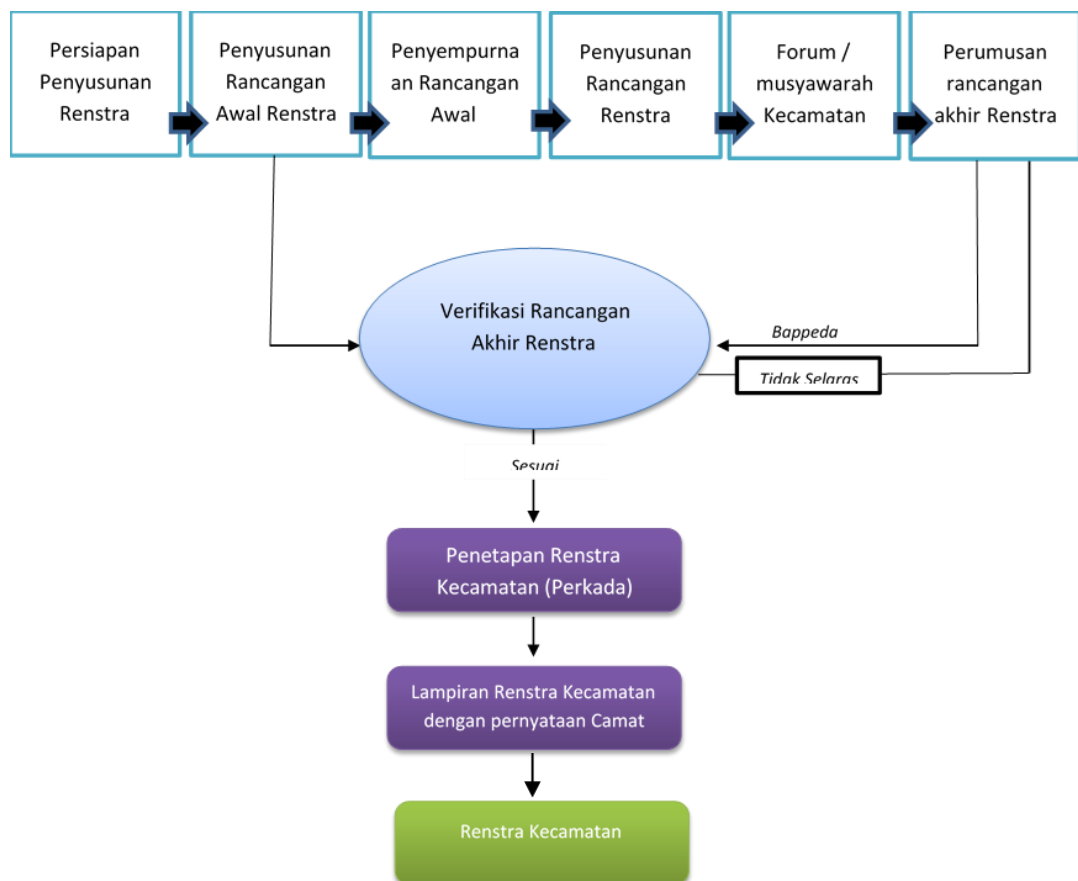 Persiapan
Penyusunan
Renstra
Penyusunan
Rancangan
Awal Renstra
Penyempurna
an Rancangan
Awal
Penyusunan
Rancangan
Renstra
Forum /
musyawarah
Kecamatan
Perumusan
rancangan
akhir Renstra
Verifikasi Rancangan
Akhir Renstra
Bappeda
Tidak Selaras
Sesuai
Penetapan Renstra
Kecamatan (Perkada)
Lampiran Renstra Kecamatan
dengan pernyataan Camat
Renstra Kecamatan